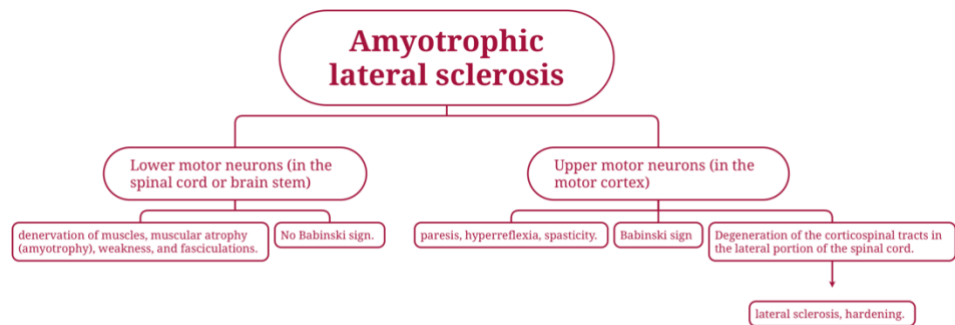 Amyotrophic
lateral sclerosis
Lower motor neurons (in the
spinal cord or brain stem)
Upper motor neurons (in the
motor cortex)
denervation of muscles, muscular atrophy
(amyotrophy), weakness, and fasciculations.
No Babinski sign.
paresis, hyperreflexia, spasticity.
Babinski sign
Degeneration of the corticospinal tracts in
the lateral portion of the spinal cord.
lateral sclerosis, hardening.